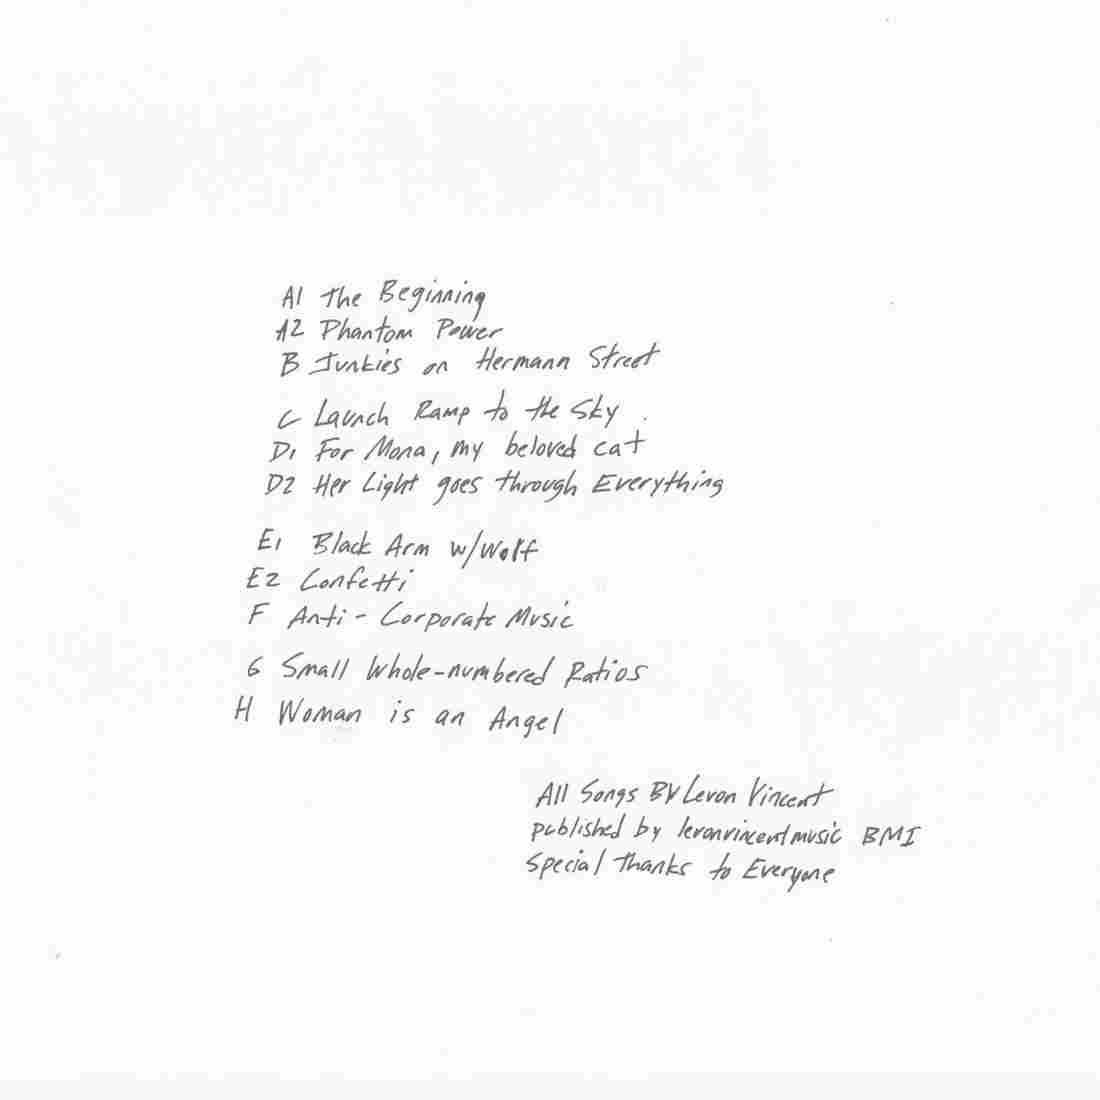 A1 The Beginning
A2 Phantom Power
B Junkies on Hermann Street
C Launch Ramp to the Sky
D1 For Mona, my beloved cat
D2 Her Light goes through Everything
E1 Black Arm w/Wolf
E2 Confetti
F Anti-Corporate Music
G Small Whole-numbered Ratios
H Woman is an Angel
All Songs BY Levon Vincent
published by levonvincentmusic BMI
Special Thanks to Everyone